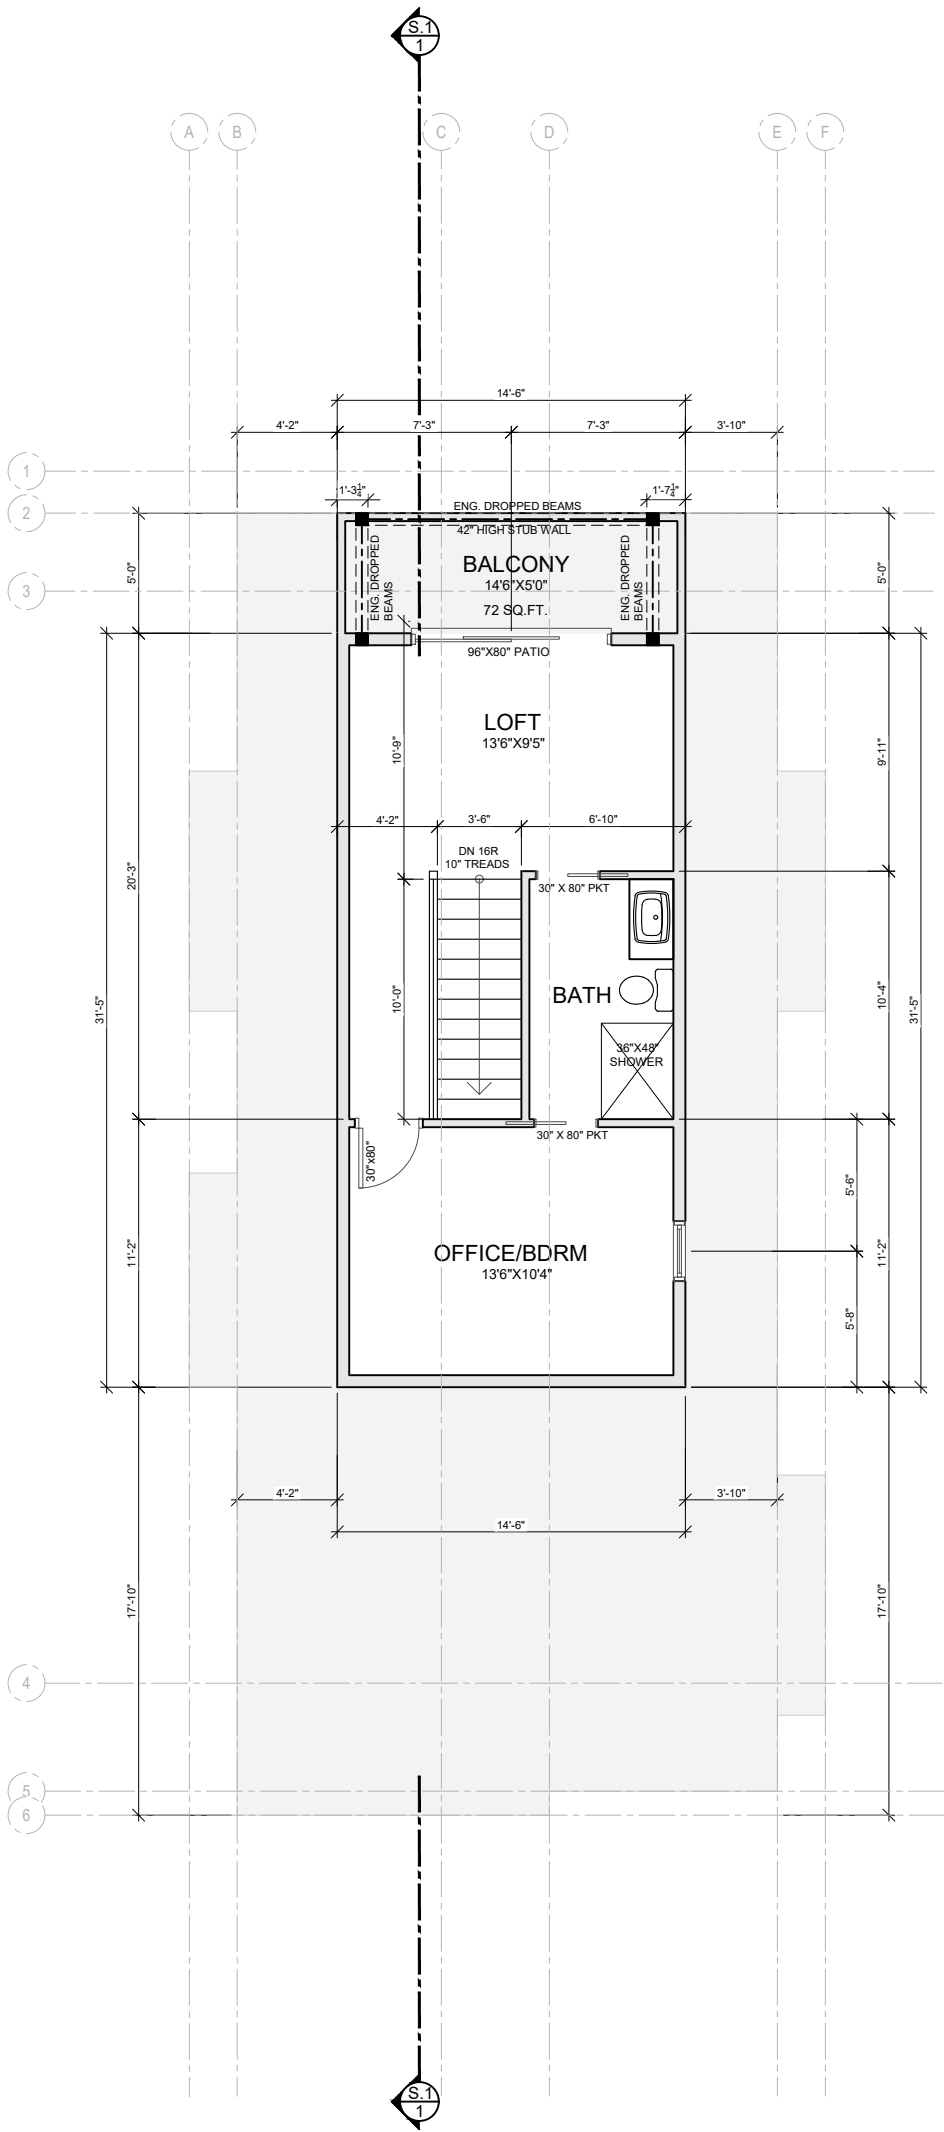 S.1
1
A
B
C
D
E
F
14'-6"
4'-2"
7'-3"
7'-3"
3'-10"
1
1'-3¼"
1'-7¼"
2
ENG. DROPPED BEAMS
42" HIGH STUB WALL
ENG. DROPPED
BEAMS
BALCONY
14'6"X5'0"
72 SQ.FT.
ENG. DROPPED
BEAMS
5'-0"
5'-0"
3
96"X80" PATIO
LOFT
13'6"X9'5"
10'-9"
9'-11"
4'-2"
3'-6"
6'-10"
DN 16R
10" TREADS
20'-3"
30" X 80" PKT
BATH
31'-5"
10'-0"
10'-4"
31'-5"
36"X48"
SHOWER
30" X 80" PKT
30"x80"
5'-6"
OFFICE/BDRM
13'6"X10'4"
11'-2"
11'-2"
5'-8"
4'-2"
3'-10"
14'-6"
17'-10"
17'-10"
4
5
6
S.1
1